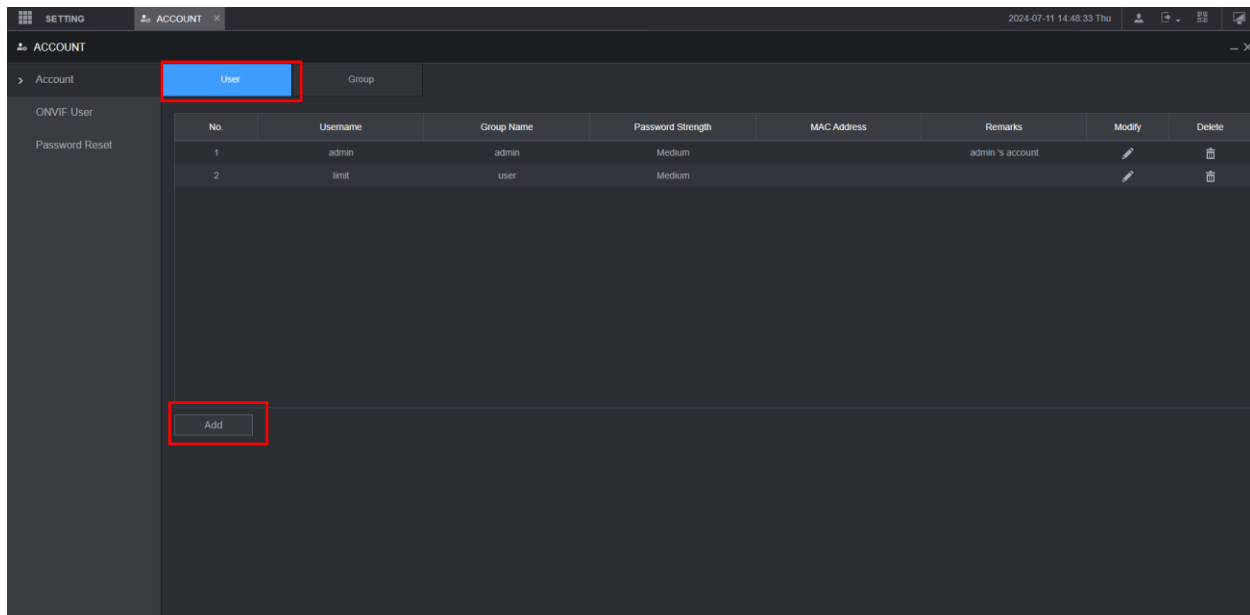 SETTING ACCOUNT × 2024-07-11 14:48:33 Thu
ACCOUNT
> Account User Group
ONVIF User
No. Username Group Name Password Strength MAC Address Remarks Modify Delete
Password Reset
1 admin admin Medium admin 's account
2 limit user Medium
Add